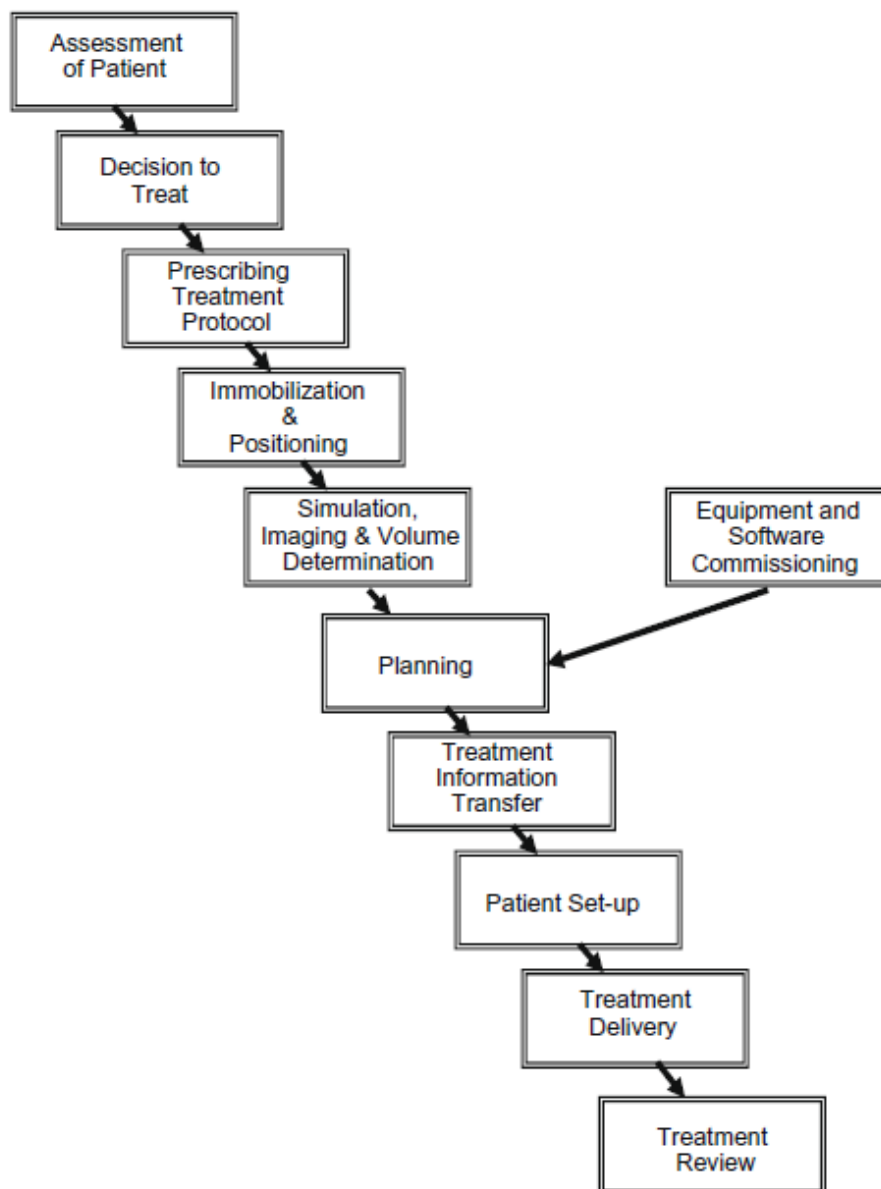 Assessment
of Patient
Decision to
Treat
Prescribing
Treatment
Protocol
Immobilization
&
Positioning
Simulation,
Imaging & Volume
Determination
Equipment and
Software
Commissioning
Planning
Treatment
Information
Transfer
Patient Set-up
Treatment
Delivery
Treatment
Review